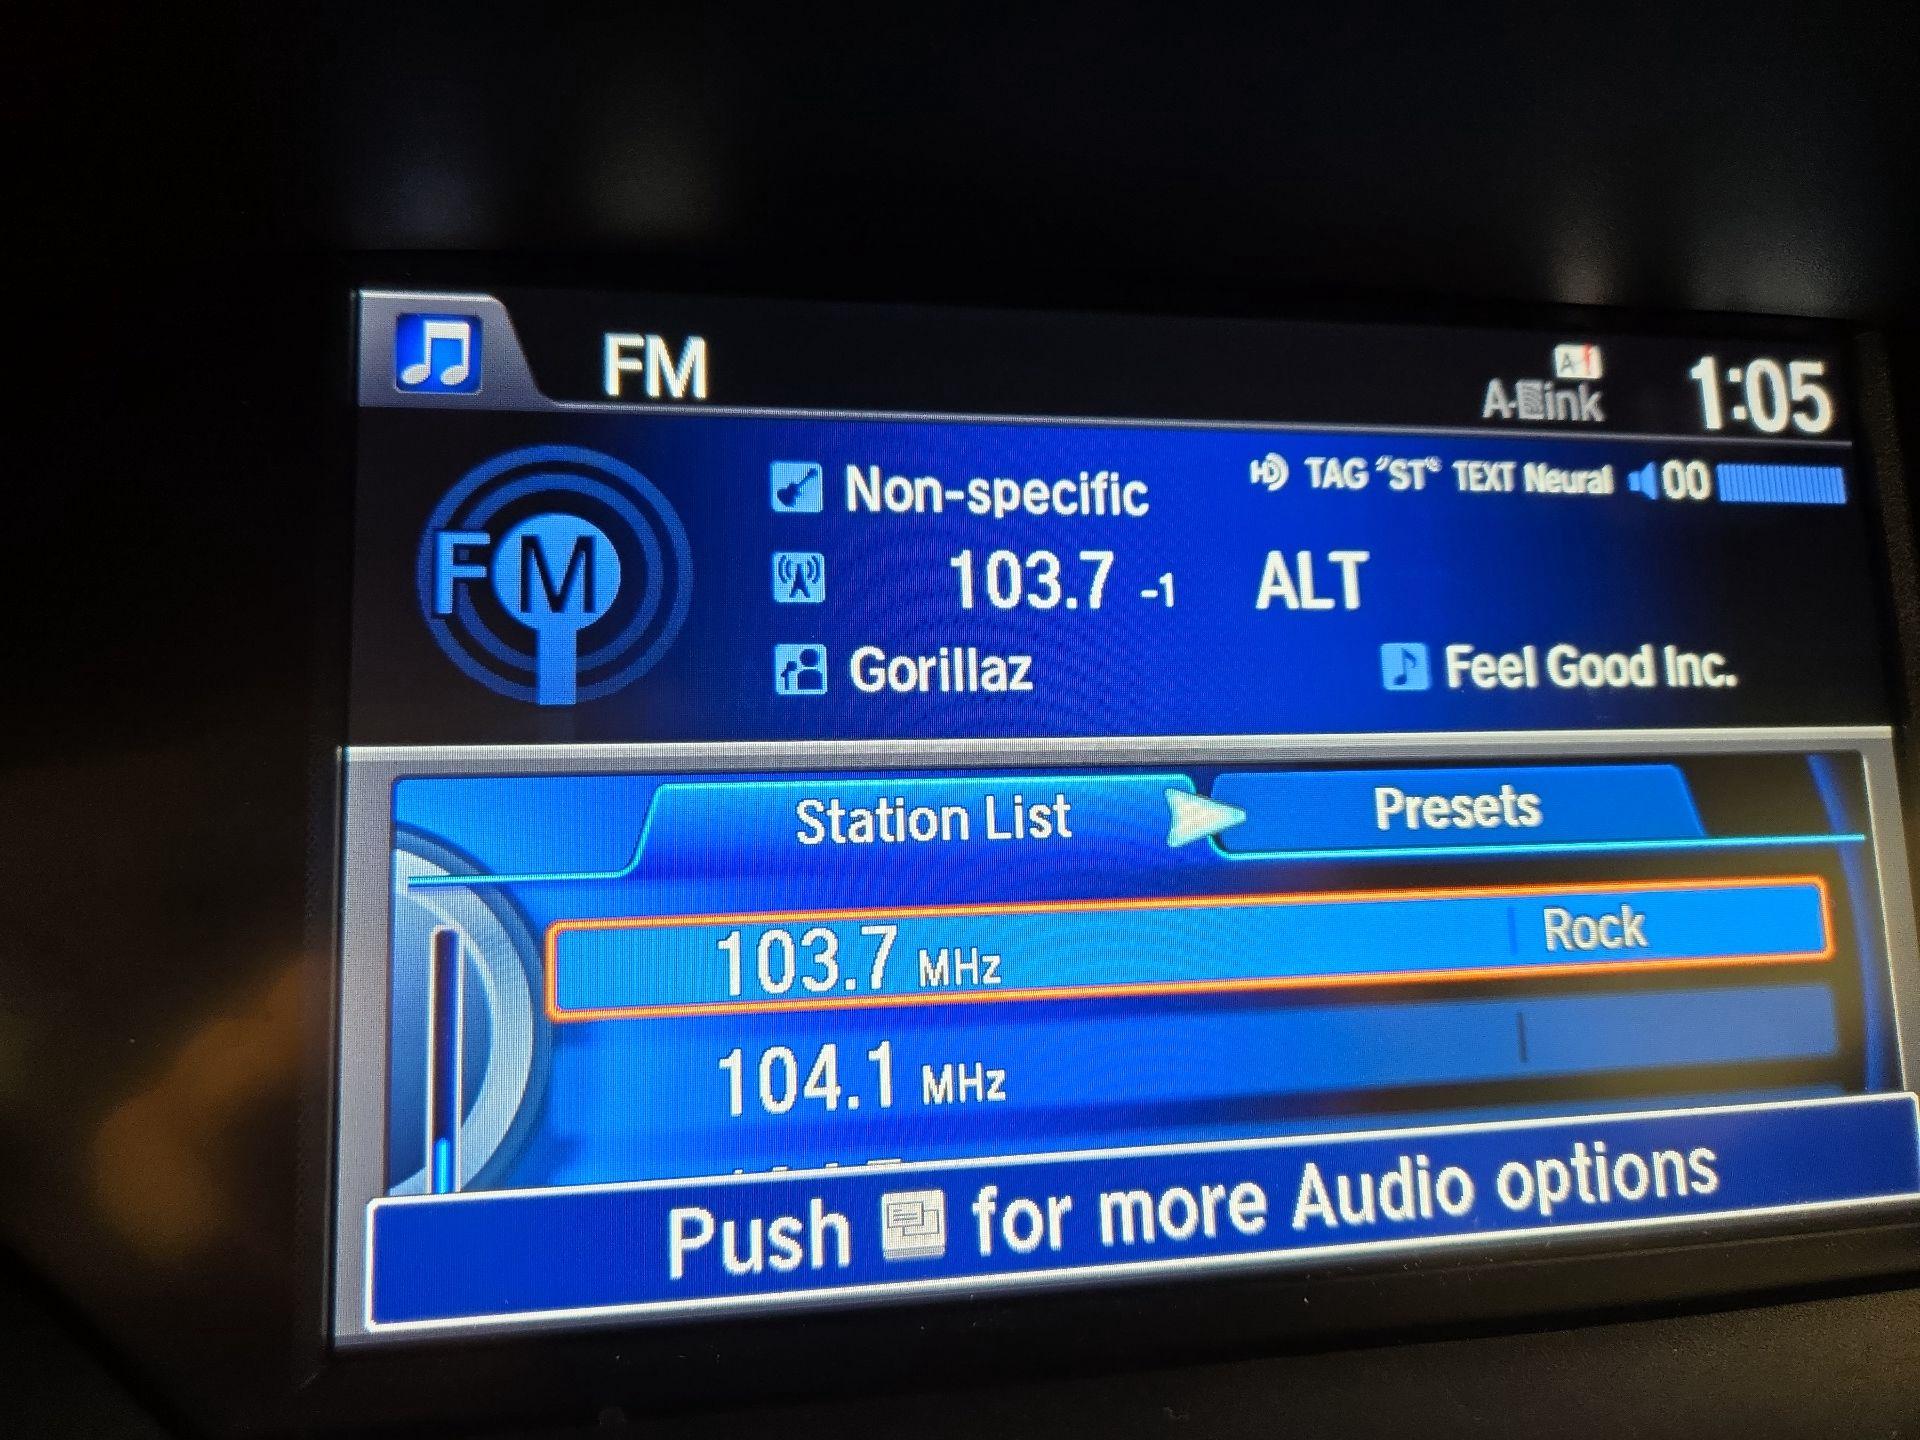 FM
A-Link
1:05
Non-specific
HD TAG "ST" TEXT Neural 00
FM
103.7 -1 ALT
Gorillaz
Feel Good Inc.
Station List
Presets
103.7 MHz
Rock
104.1 MHz
Push for more Audio options